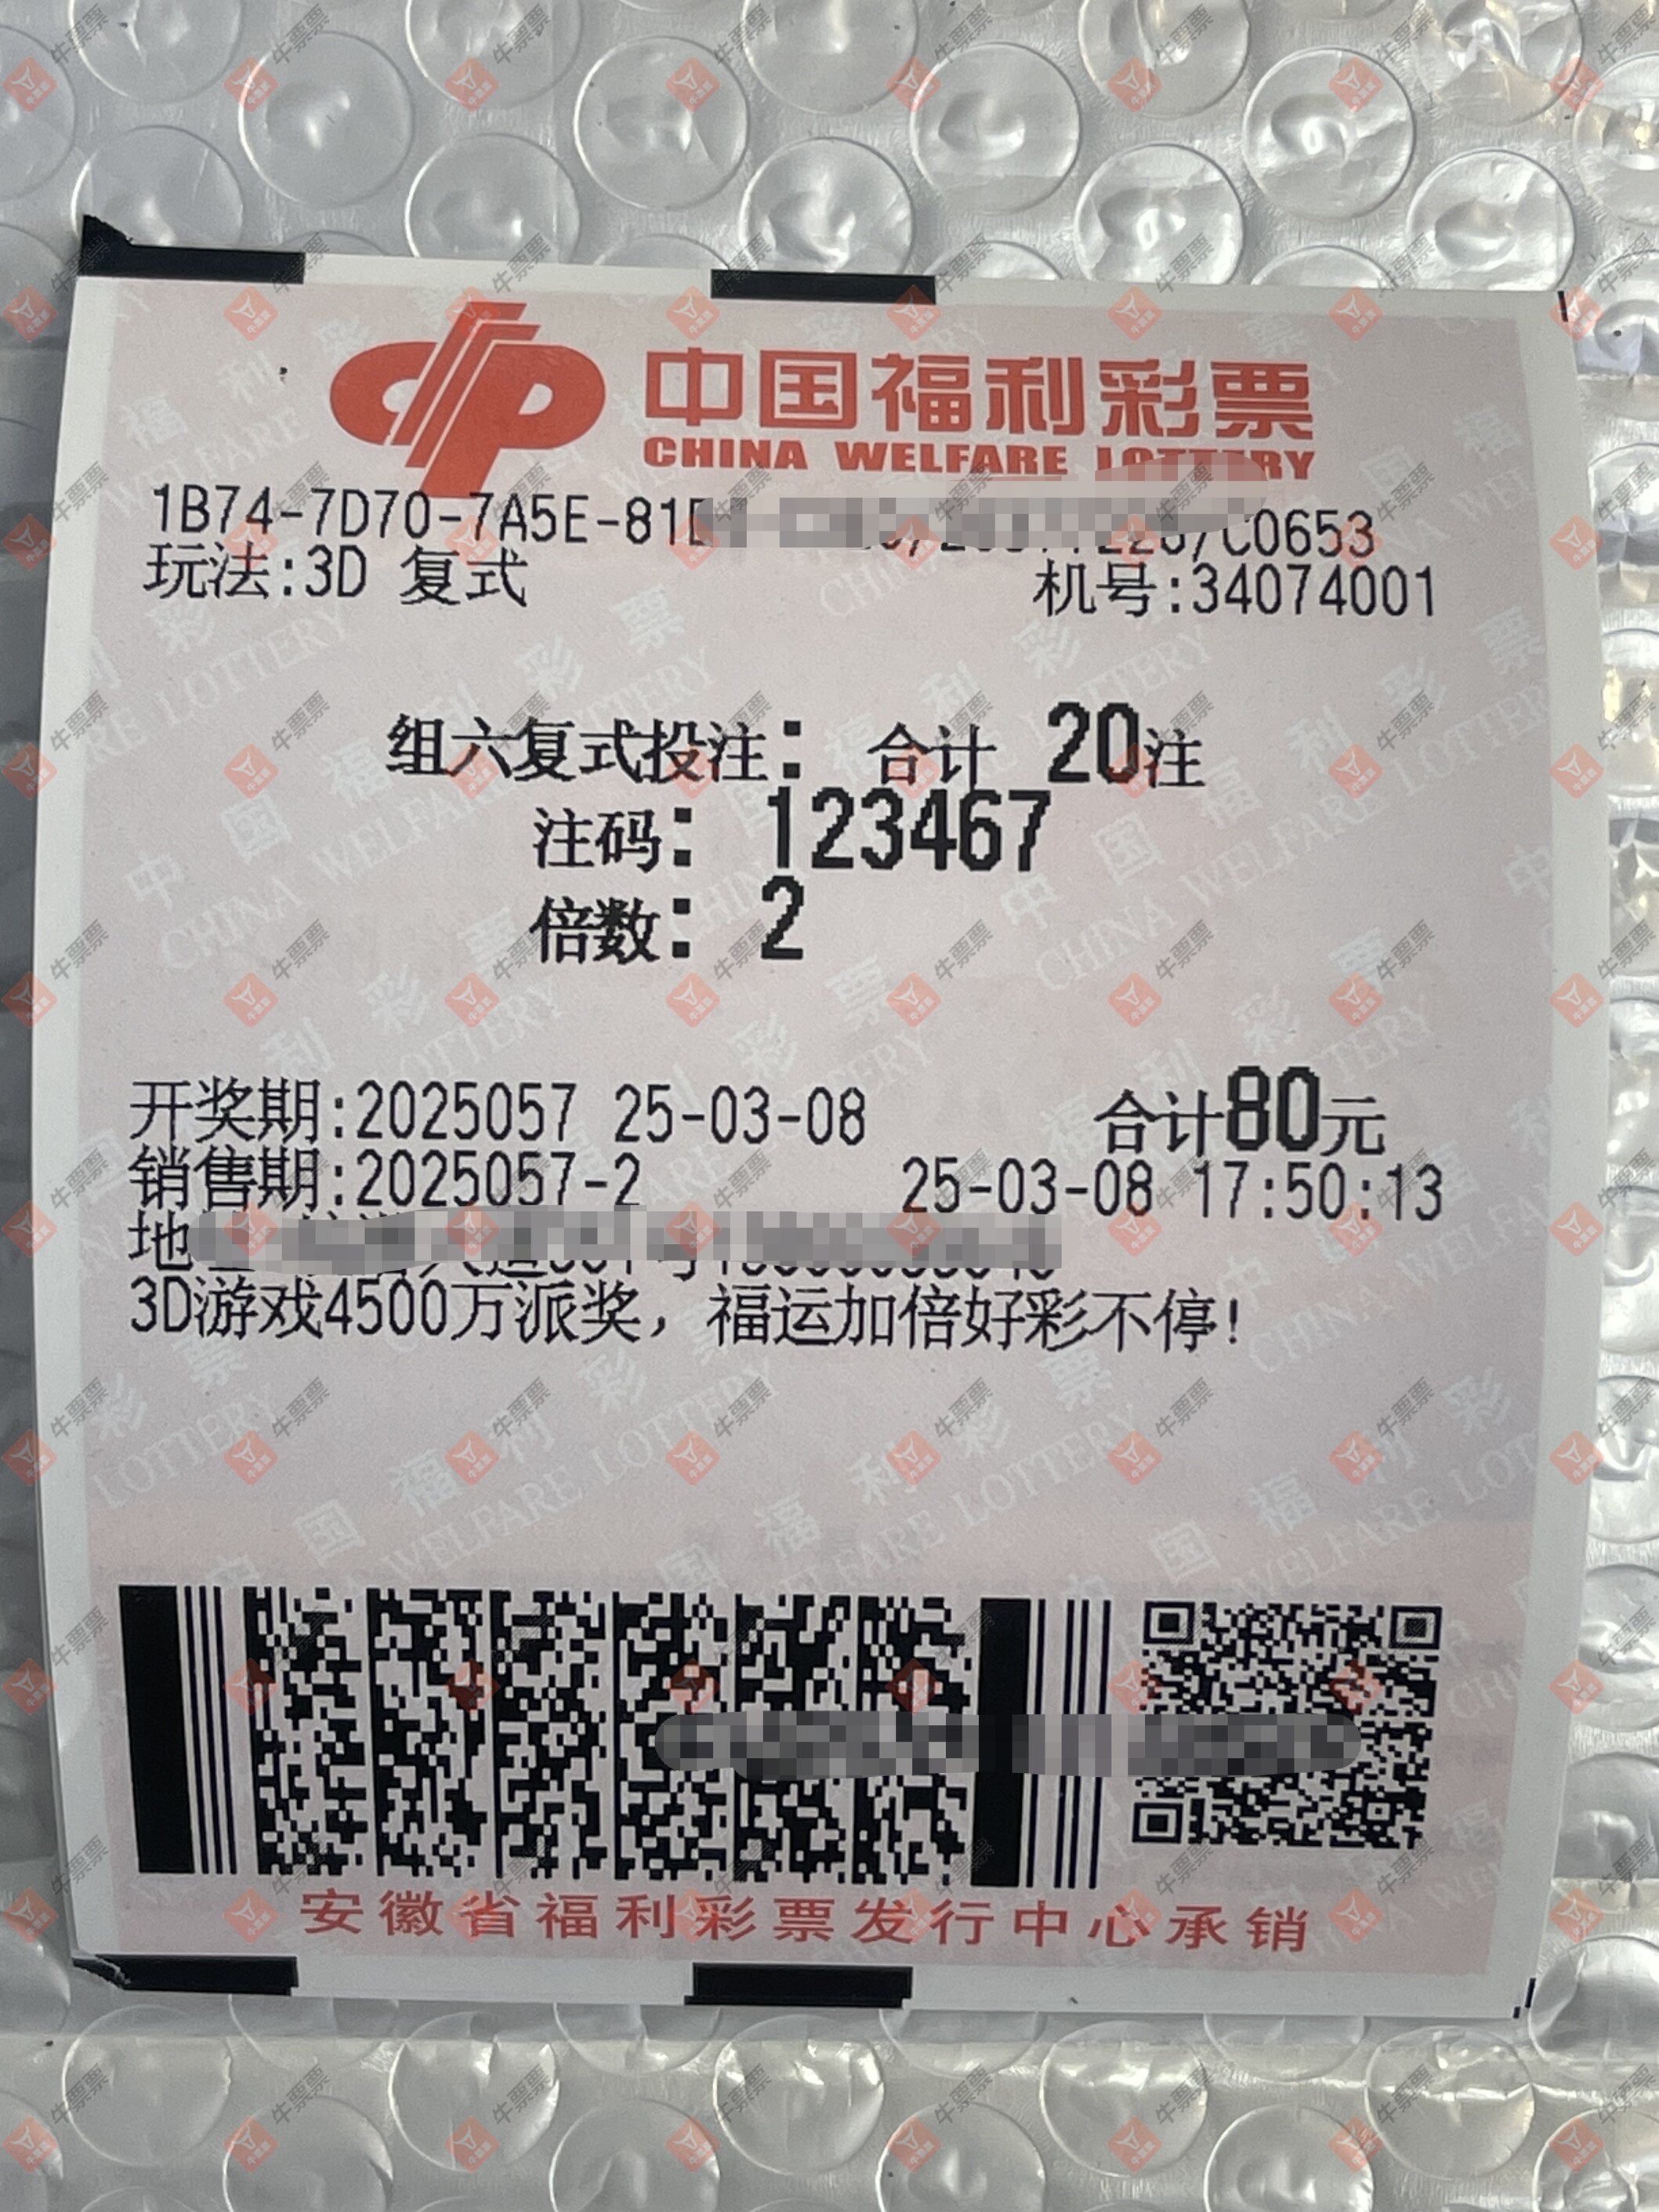 中国福利彩票
CHINA WELFARE LOTTERY
1B74-7D70-7A5E-81 /C0653
玩法:3D 复式 机号:34074001
组六复式投注: 合计 20注
注码: 123467
倍数: 2
开奖期:2025057 25-03-08 合计80元
销售期:2025057-2 25-03-08 17:50:13
地
3D游戏4500万派奖，福运加倍好彩不停!
安徽省福利彩票发行中心承销
牛票票